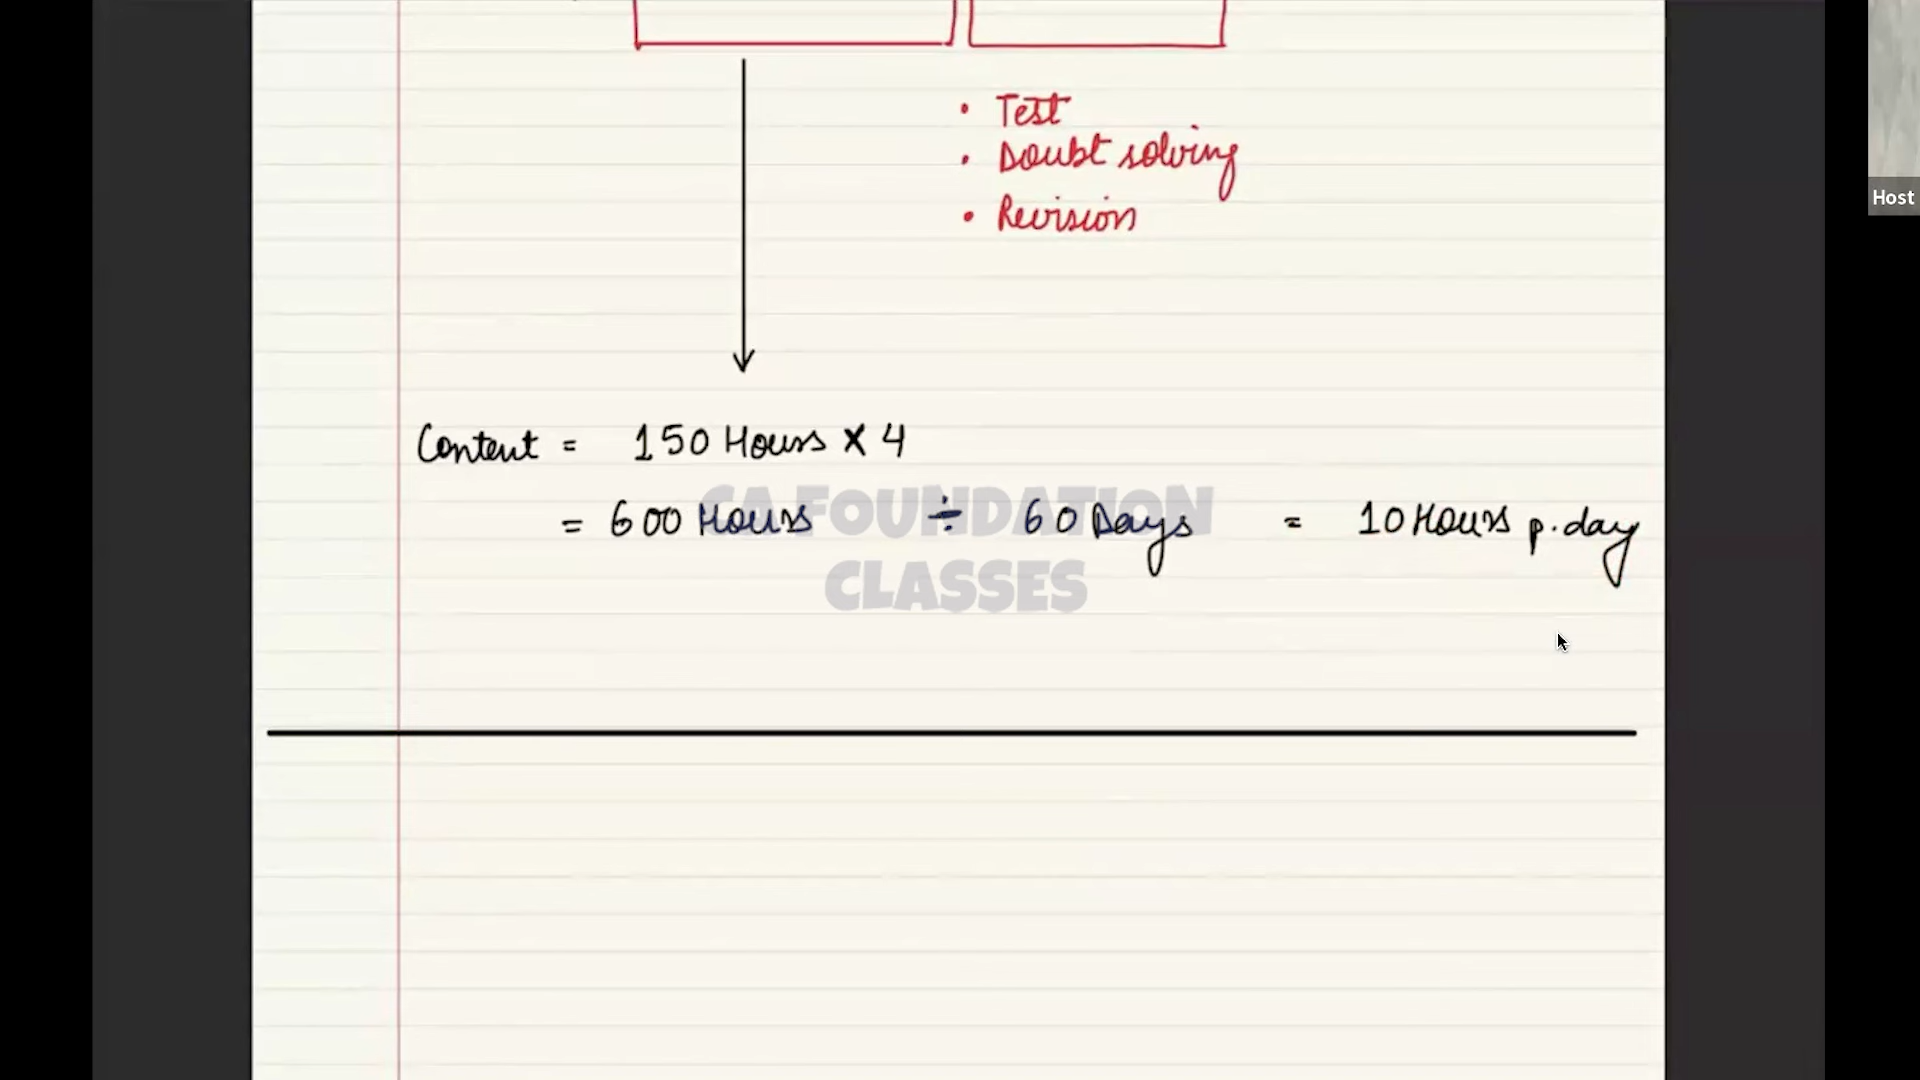 • Test
• Doubt solving
• Revision
Host
Content = 150 Hours × 4
= 600 Hours ÷ 60 Days = 10 Hours p.day
CA FOUNDATION
CLASSES